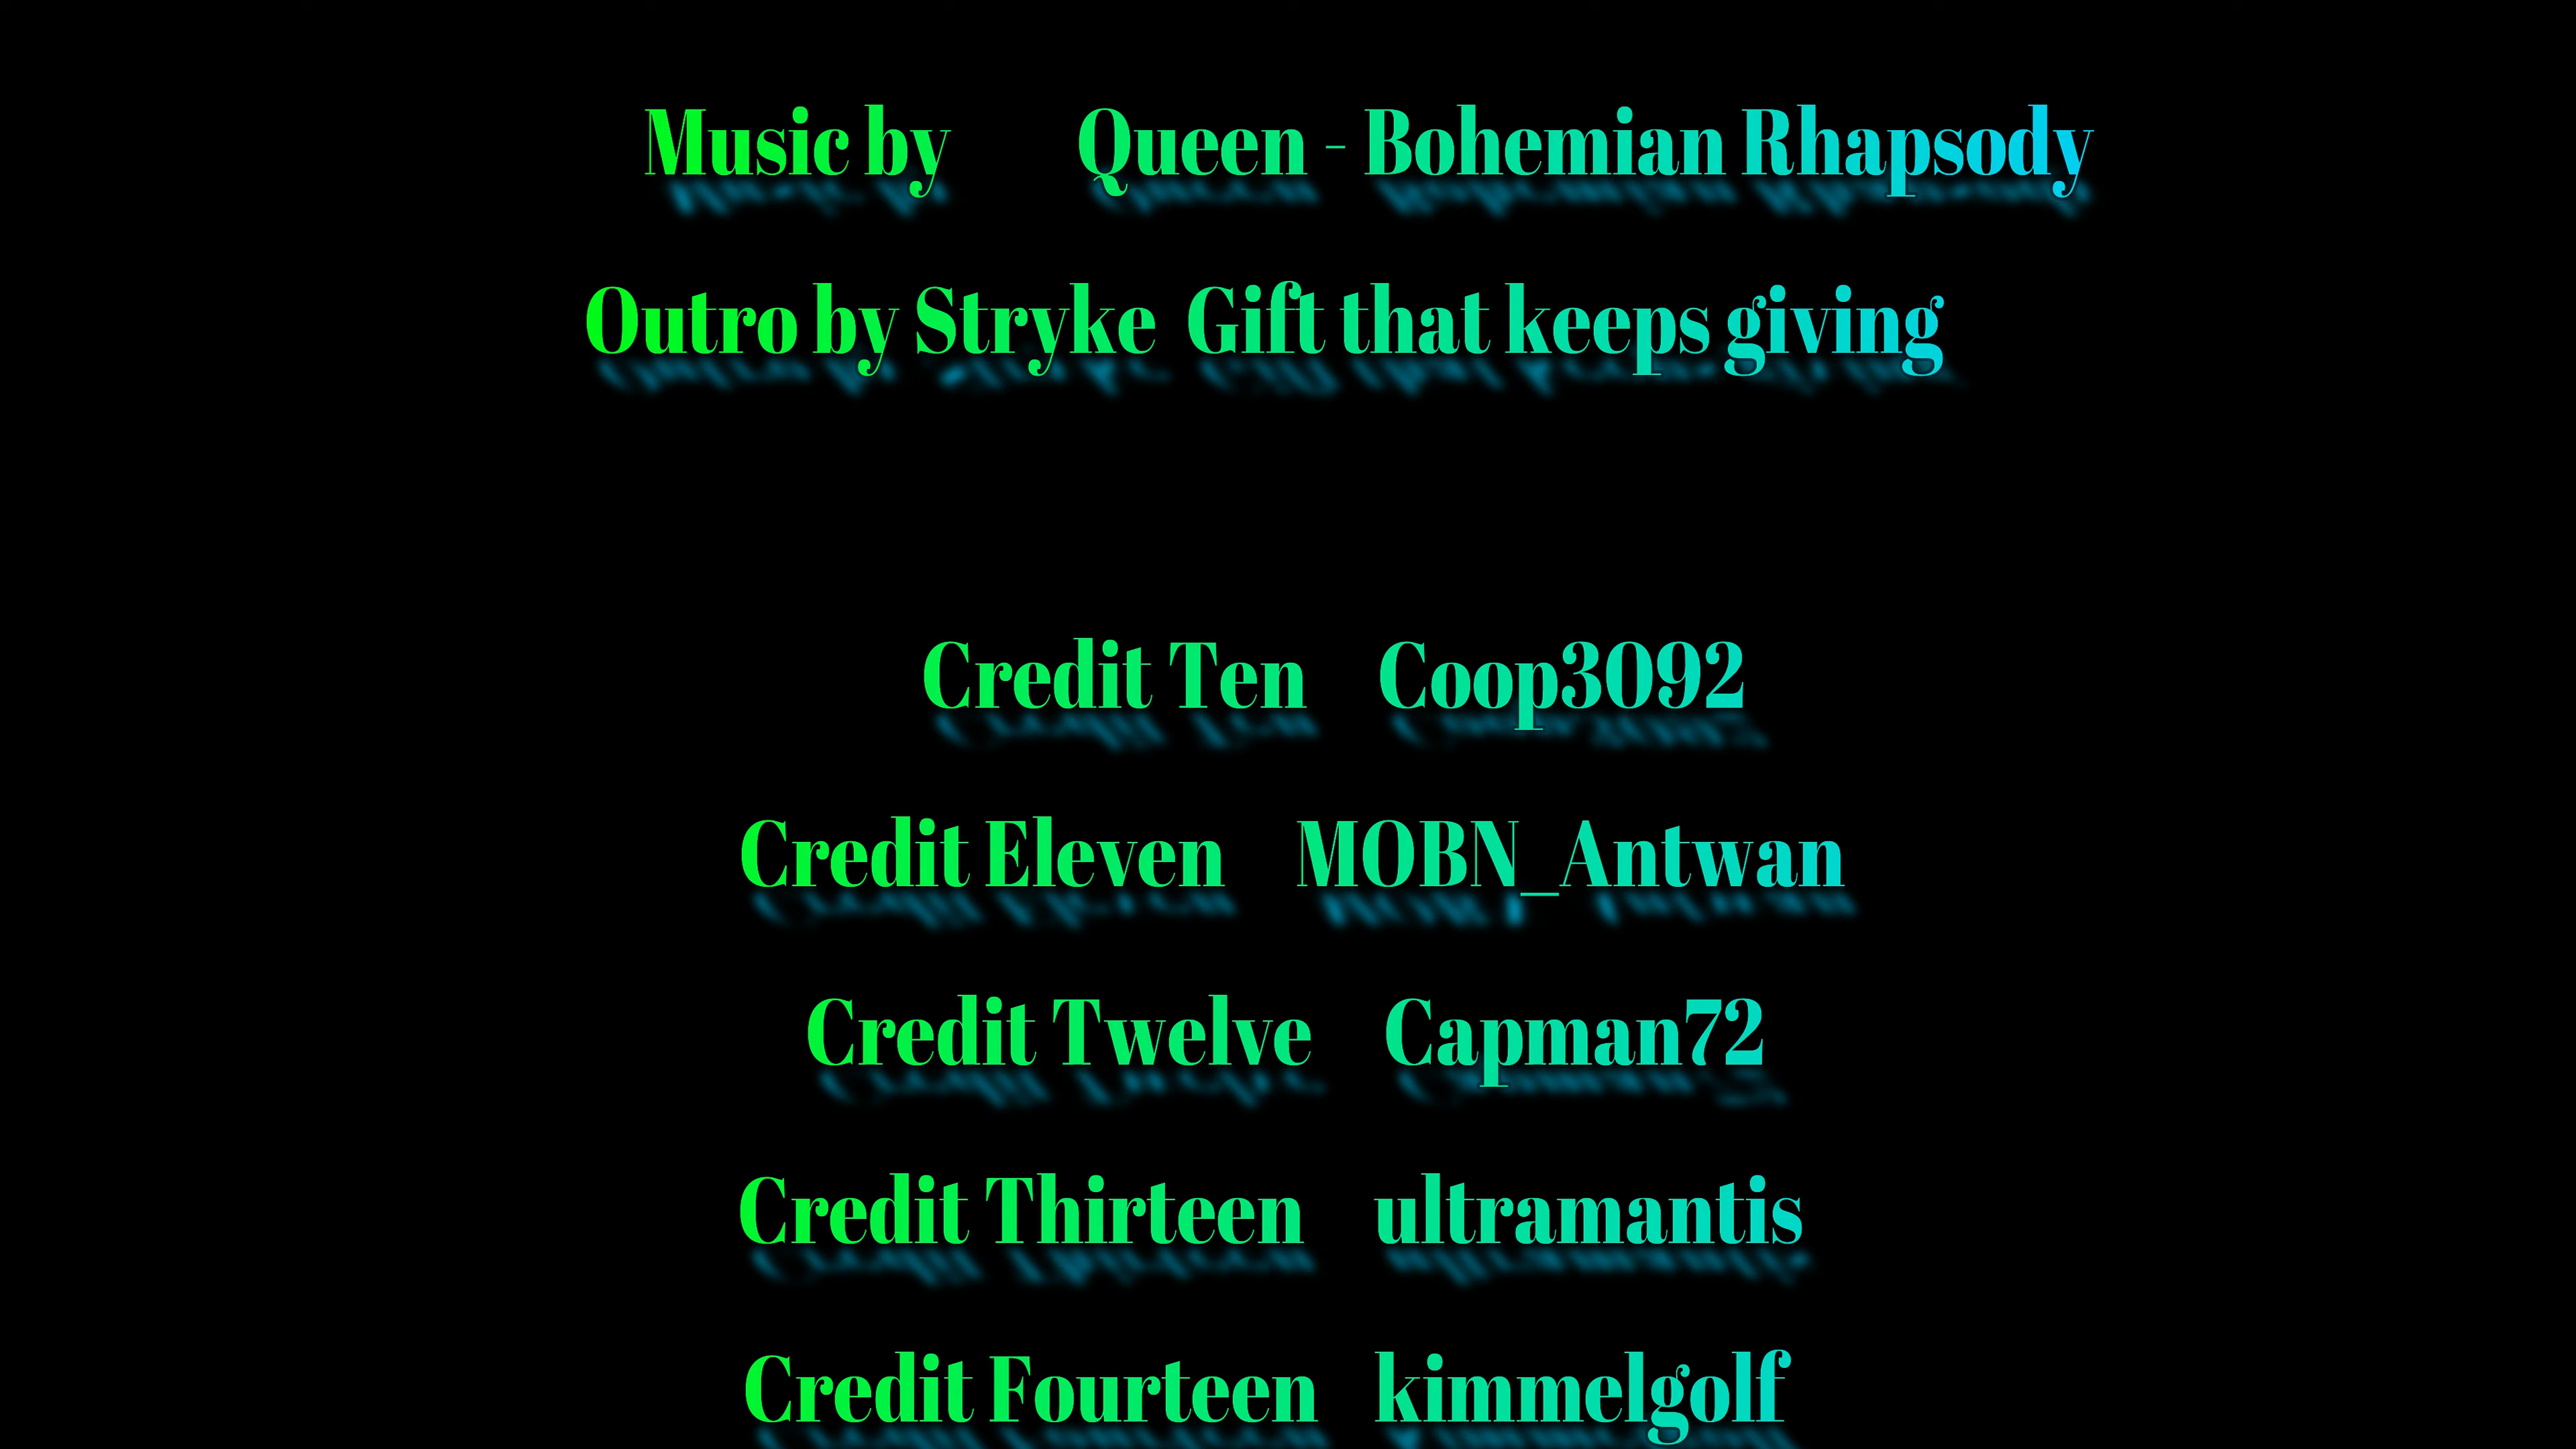 Music by Queen - Bohemian Rhapsody
Outro by Stryke Gift that keeps giving
Credit Ten Coop3092
Credit Eleven MOBN_Antwan
Credit Twelve Capman72
Credit Thirteen ultramantis
Credit Fourteen kimmelgolf